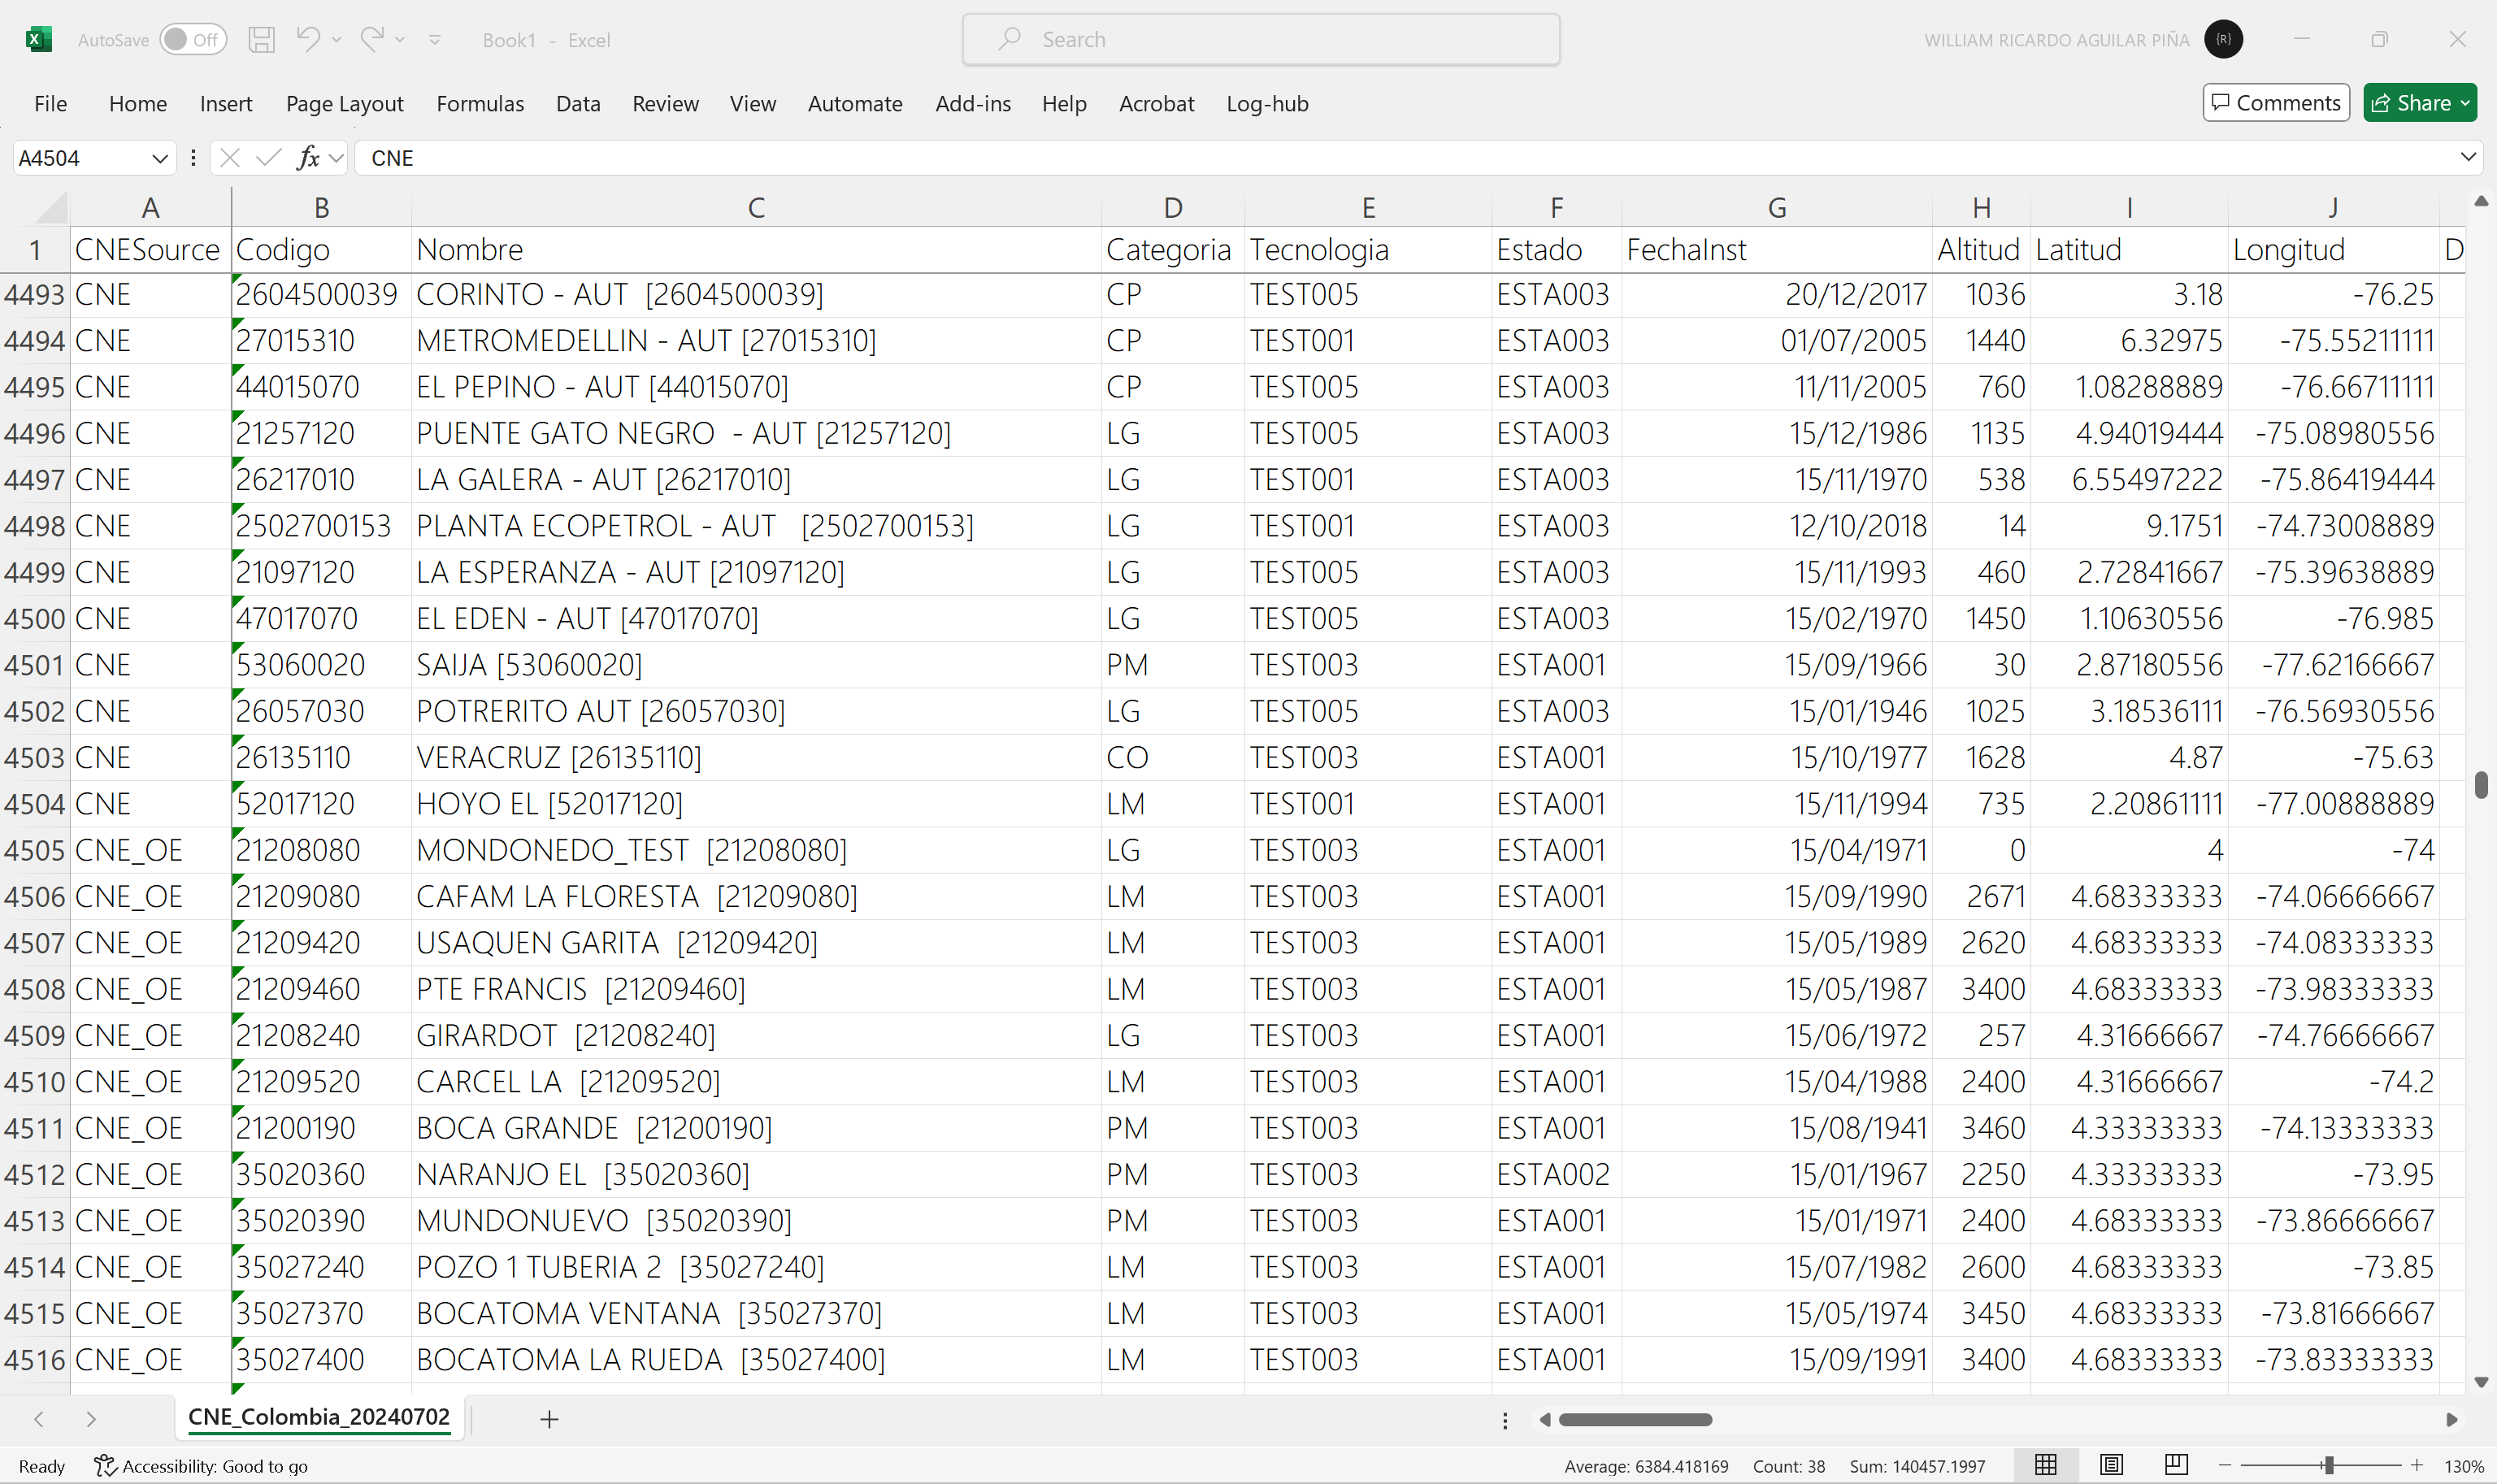 AutoSave Off Book1 - Excel Search WILLIAM RICARDO AGUILAR PIÑA {R}
File Home Insert Page Layout Formulas Data Review View Automate Add-ins Help Acrobat Log-hub Comments Share
A4504 fx CNE
A B C D E F G H I J
1 CNESource Codigo Nombre Categoria Tecnologia Estado FechaInst Altitud Latitud Longitud D
4493 CNE 2604500039 CORINTO - AUT [2604500039] CP TEST005 ESTA003 20/12/2017 1036 3.18 -76.25
4494 CNE 27015310 METROMEDELLIN - AUT [27015310] CP TEST001 ESTA003 01/07/2005 1440 6.32975 -75.55211111
4495 CNE 44015070 EL PEPINO - AUT [44015070] CP TEST005 ESTA003 11/11/2005 760 1.08288889 -76.66711111
4496 CNE 21257120 PUENTE GATO NEGRO - AUT [21257120] LG TEST005 ESTA003 15/12/1986 1135 4.94019444 -75.08980556
4497 CNE 26217010 LA GALERA - AUT [26217010] LG TEST001 ESTA003 15/11/1970 538 6.55497222 -75.86419444
4498 CNE 2502700153 PLANTA ECOPETROL - AUT [2502700153] LG TEST001 ESTA003 12/10/2018 14 9.1751 -74.73008889
4499 CNE 21097120 LA ESPERANZA - AUT [21097120] LG TEST005 ESTA003 15/11/1993 460 2.72841667 -75.39638889
4500 CNE 47017070 EL EDEN - AUT [47017070] LG TEST005 ESTA003 15/02/1970 1450 1.10630556 -76.985
4501 CNE 53060020 SAIJA [53060020] PM TEST003 ESTA001 15/09/1966 30 2.87180556 -77.62166667
4502 CNE 26057030 POTRERITO AUT [26057030] LG TEST005 ESTA003 15/01/1946 1025 3.18536111 -76.56930556
4503 CNE 26135110 VERACRUZ [26135110] CO TEST003 ESTA001 15/10/1977 1628 4.87 -75.63
4504 CNE 52017120 HOYO EL [52017120] LM TEST001 ESTA001 15/11/1994 735 2.20861111 -77.00888889
4505 CNE_OE 21208080 MONDONEDO_TEST [21208080] LG TEST003 ESTA001 15/04/1971 0 4 -74
4506 CNE_OE 21209080 CAFAM LA FLORESTA [21209080] LM TEST003 ESTA001 15/09/1990 2671 4.68333333 -74.06666667
4507 CNE_OE 21209420 USAQUEN GARITA [21209420] LM TEST003 ESTA001 15/05/1989 2620 4.68333333 -74.08333333
4508 CNE_OE 21209460 PTE FRANCIS [21209460] LM TEST003 ESTA001 15/05/1987 3400 4.68333333 -73.98333333
4509 CNE_OE 21208240 GIRARDOT [21208240] LG TEST003 ESTA001 15/06/1972 257 4.31666667 -74.76666667
4510 CNE_OE 21209520 CARCEL LA [21209520] LM TEST003 ESTA001 15/04/1988 2400 4.31666667 -74.2
4511 CNE_OE 21200190 BOCA GRANDE [21200190] PM TEST003 ESTA001 15/08/1941 3460 4.33333333 -74.13333333
4512 CNE_OE 35020360 NARANJO EL [35020360] PM TEST003 ESTA002 15/01/1967 2250 4.33333333 -73.95
4513 CNE_OE 35020390 MUNDONUEVO [35020390] PM TEST003 ESTA001 15/01/1971 2400 4.68333333 -73.86666667
4514 CNE_OE 35027240 POZO 1 TUBERIA 2 [35027240] LM TEST003 ESTA001 15/07/1982 2600 4.68333333 -73.85
4515 CNE_OE 35027370 BOCATOMA VENTANA [35027370] LM TEST003 ESTA001 15/05/1974 3450 4.68333333 -73.81666667
4516 CNE_OE 35027400 BOCATOMA LA RUEDA [35027400] LM TEST003 ESTA001 15/09/1991 3400 4.68333333 -73.83333333
CNE_Colombia_20240702
Ready Accessibility: Good to go Average: 6384.418169 Count: 38 Sum: 140457.1997 130%